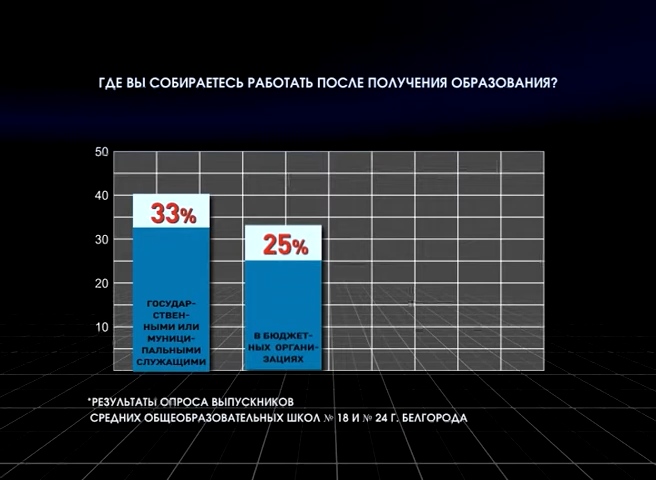 ГДЕ ВЫ СОБИРАЕТЕСЬ РАБОТАТЬ ПОСЛЕ ПОЛУЧЕНИЯ ОБРАЗОВАНИЯ?
50
40
30
20
10
33%
ГОСУДАР-
СТВЕН-
НЫМИ ИЛИ
МУНИЦИ-
ПАЛЬНЫМИ
СЛУЖАЩИМИ
25%
В БЮДЖЕТ-
НЫХ ОРГАНИ-
ЗАЦИЯХ
*РЕЗУЛЬТАТЫ ОПРОСА ВЫПУСКНИКОВ
СРЕДНИХ ОБЩЕОБРАЗОВАТЕЛЬНЫХ ШКОЛ № 18 И № 24 Г. БЕЛГОРОДА